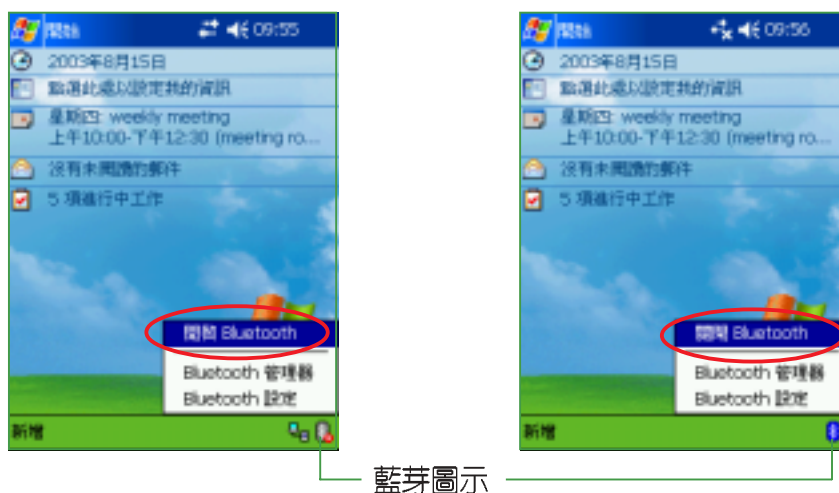 開始 09:55
2003年8月15日
點選此處以設定我的資訊
星期四: weekly meeting
上午10:00-下午12:30 (meeting ro...
沒有未閱讀的郵件
5 項進行中工作
開啟 Bluetooth
Bluetooth 管理器
Bluetooth 設定
新增
開始 09:56
2003年8月15日
點選此處以設定我的資訊
星期四: weekly meeting
上午10:00-下午12:30 (meeting ro...
沒有未閱讀的郵件
5 項進行中工作
關閉 Bluetooth
Bluetooth 管理器
Bluetooth 設定
新增
藍芽圖示